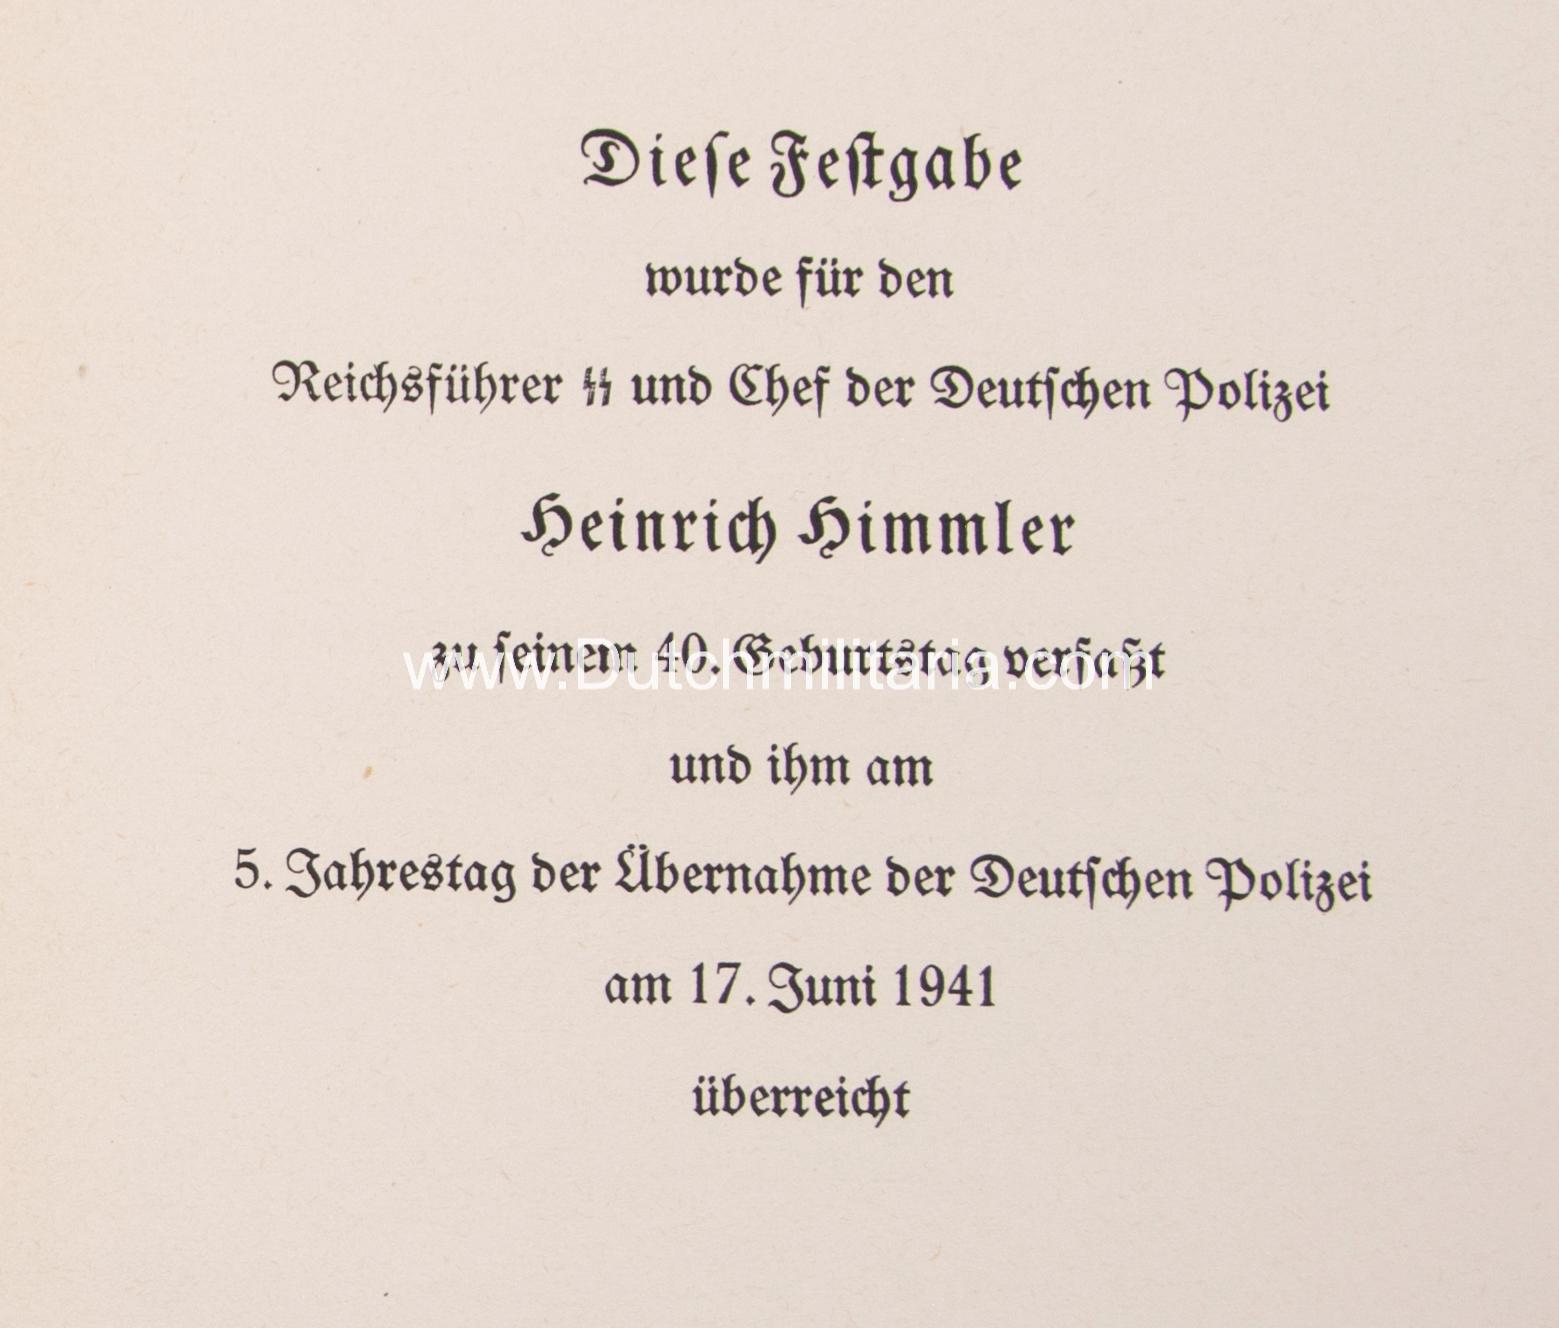 Diese Festgabe
wurde für den
Reichsführer ᛋᛋ und Chef der Deutschen Polizei
Heinrich Himmler
zu seinem 40. Geburtstag verfaßt
www.Dutchmilitaria.com
und ihm am
5. Jahrestag der Übernahme der Deutschen Polizei
am 17. Juni 1941
überreicht